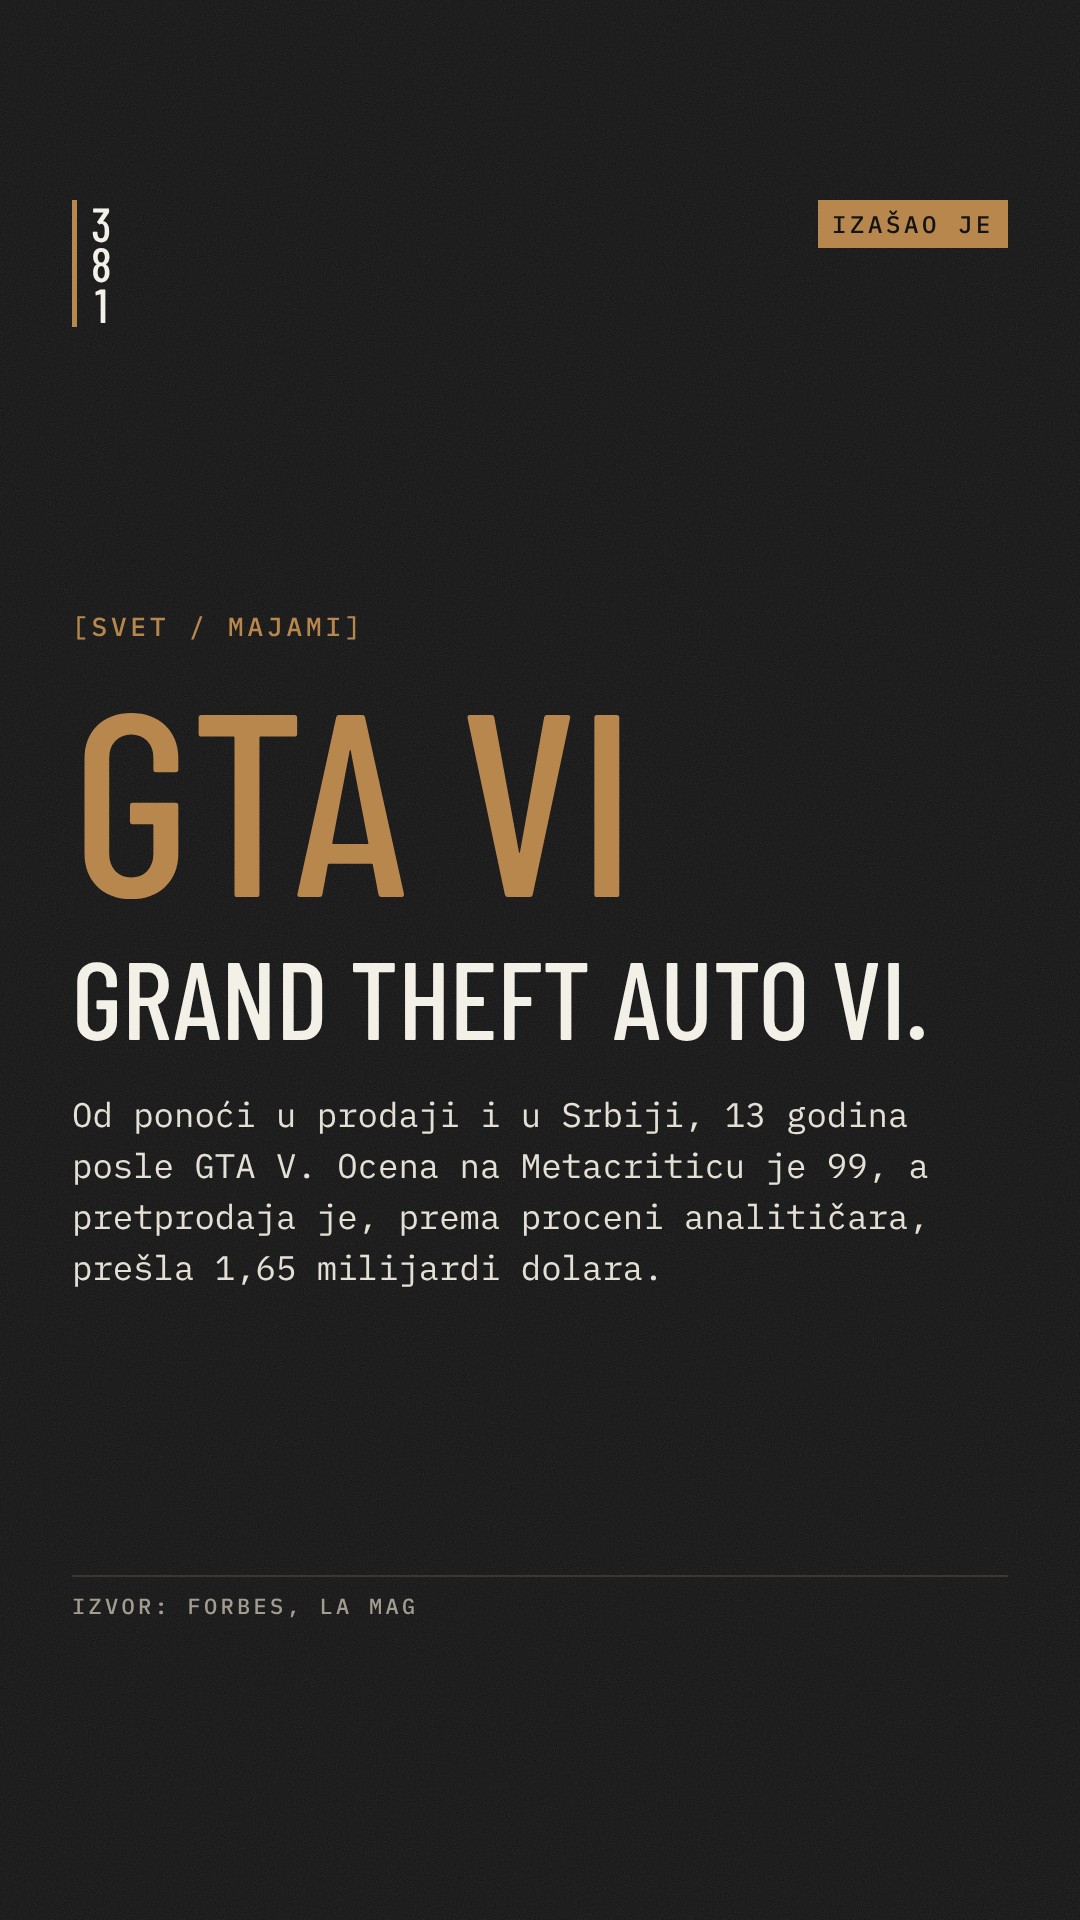 3
8
1
IZAŠAO JE
[SVET / MAJAMI]
GTA VI
GRAND THEFT AUTO VI.
Od ponoći u prodaji i u Srbiji, 13 godina
posle GTA V. Ocena na Metacriticu je 99, a
pretprodaja je, prema proceni analitičara,
prešla 1,65 milijardi dolara.
IZVOR: FORBES, LA MAG